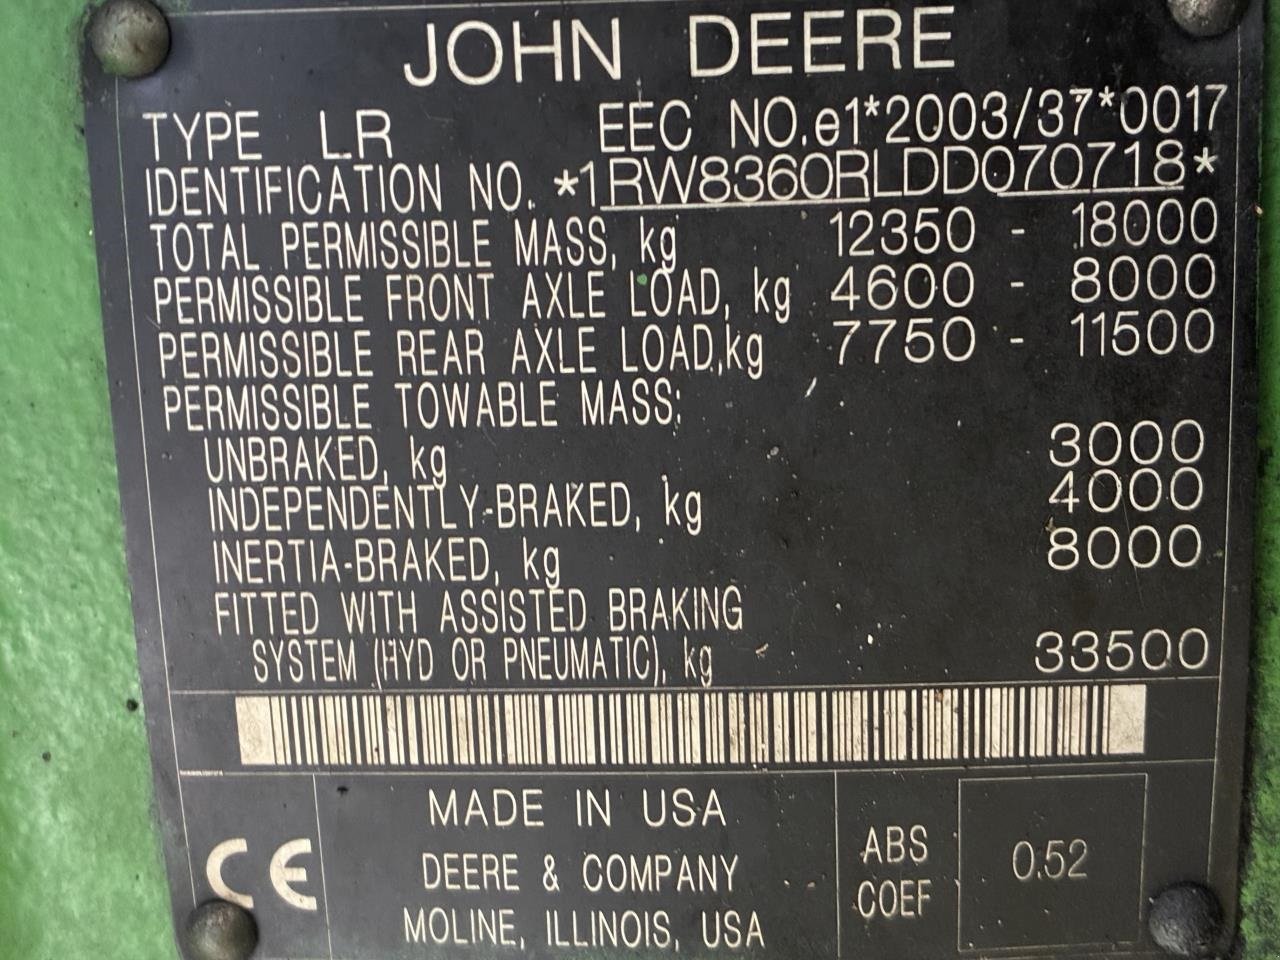 JOHN DEERE
TYPE LR EEC NO.e1*2003/37*0017
IDENTIFICATION NO. *1RW8360RLDD070718*
TOTAL PERMISSIBLE MASS, kg 12350 - 18000
PERMISSIBLE FRONT AXLE LOAD, kg 4600 - 8000
PERMISSIBLE REAR AXLE LOAD,kg 7750 - 11500
PERMISSIBLE TOWABLE MASS:
UNBRAKED, kg 3000
INDEPENDENTLY-BRAKED, kg 4000
INERTIA-BRAKED, kg 8000
FITTED WITH ASSISTED BRAKING
SYSTEM (HYD OR PNEUMATIC), kg 33500
CE
MADE IN USA
DEERE & COMPANY
MOLINE, ILLINOIS, USA
ABS
COEF
0.52